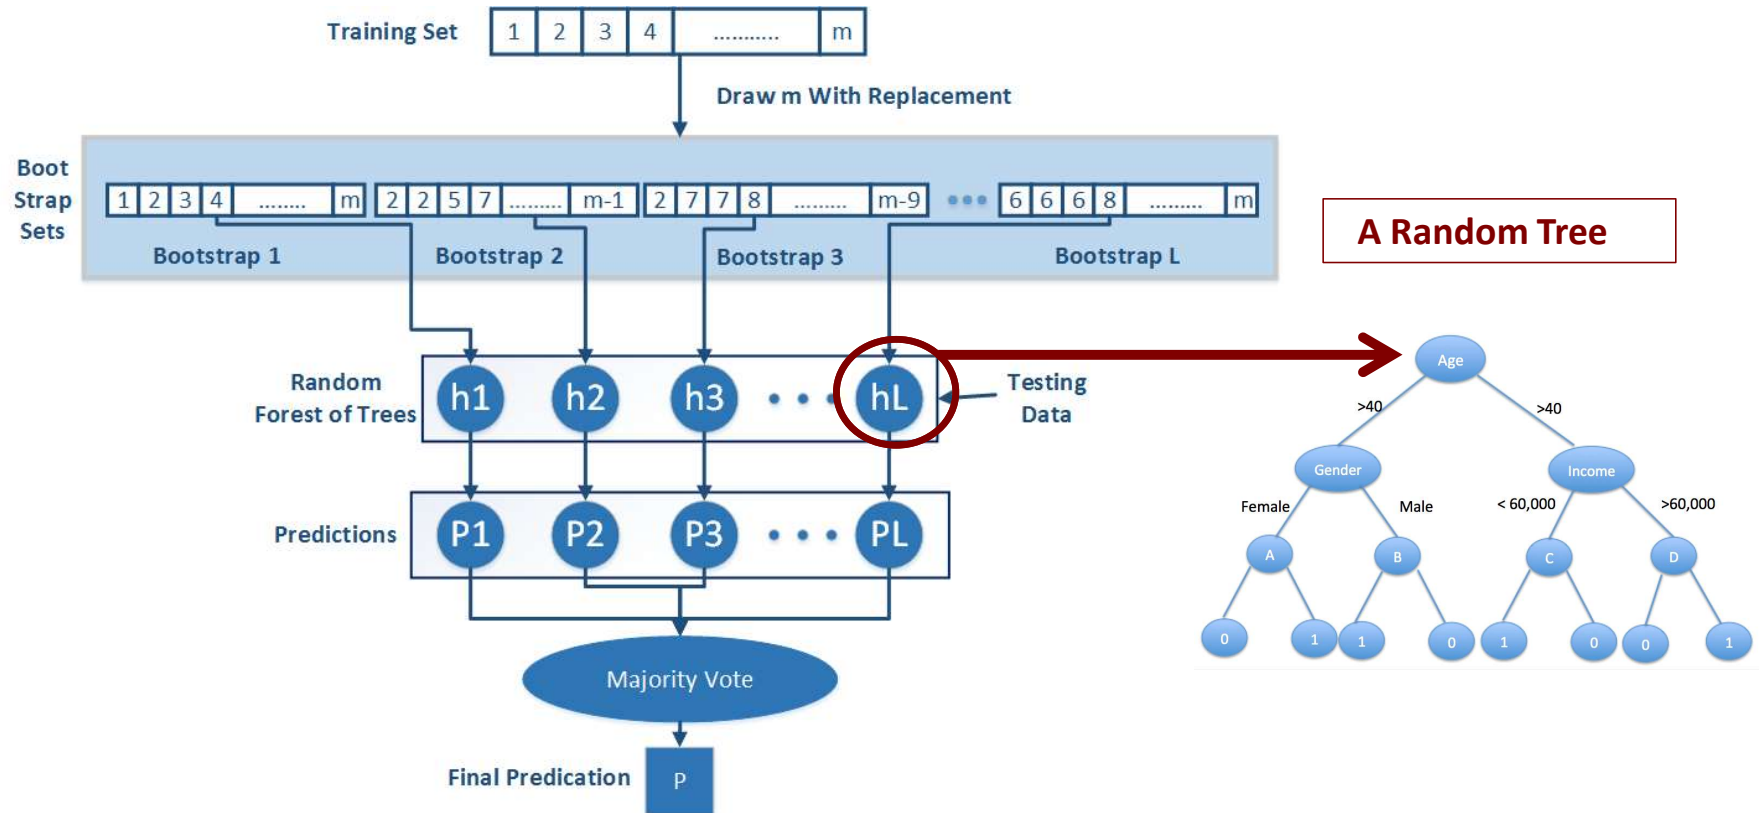 Training Set
1 2 3 4 ........... m
Draw m With Replacement
Boot
Strap
Sets
1 2 3 4 ........ m
2 2 5 7 ......... m-1
2 7 7 8 ......... m-9
6 6 6 8 ......... m
Bootstrap 1
Bootstrap 2
Bootstrap 3
Bootstrap L
A Random Tree
Random
Forest of Trees
h1 h2 h3 hL
Testing
Data
Predictions
P1 P2 P3 PL
Majority Vote
Final Predication
P
Age
>40 >40
Gender Income
Female Male < 60,000 >60,000
A B C D
0 1 1 0 1 0 0 1